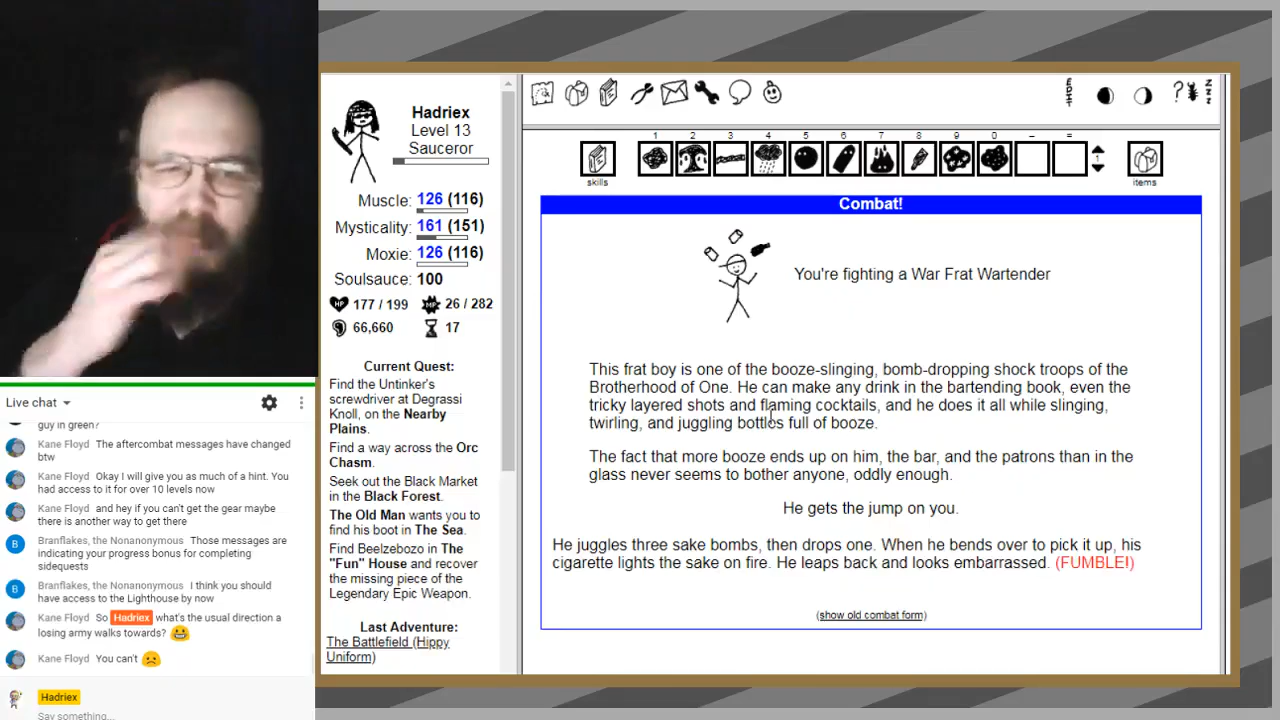 Live chat
guy in green?
Kane Floyd The aftercombat messages have changed
btw
Kane Floyd Okay I will give you as much of a hint. You
had access to it for over 10 levels now
Kane Floyd and hey if you can't get the gear maybe
there is another way to get there
Branflakes, the Nonanonymous Those messages are
indicating your progress bonus for completing
sidequests
Branflakes, the Nonanonymous I think you should
have access to the Lighthouse by now
Kane Floyd So Hadriex what's the usual direction a
losing army walks towards?
Kane Floyd You can't
Hadriex
Say something...
Hadriex
Level 13
Sauceror
Muscle: 126 (116)
Mysticality: 161 (151)
Moxie: 126 (116)
Soulsauce: 100
HP 177 / 199 MP 26 / 282
66,660 17
Current Quest:
Find the Untinker's
screwdriver at Degrassi
Knoll, on the Nearby
Plains.
Find a way across the Orc
Chasm.
Seek out the Black Market
in the Black Forest.
The Old Man wants you to
find his boot in The Sea.
Find Beelzebozo in The
"Fun" House and recover
the missing piece of the
Legendary Epic Weapon.
Last Adventure:
The Battlefield (Hippy
Uniform)
1 2 3 4 5 6 7 8 9 0 – =
skills
1
items
Combat!
You're fighting a War Frat Wartender
This frat boy is one of the booze-slinging, bomb-dropping shock troops of the
Brotherhood of One. He can make any drink in the bartending book, even the
tricky layered shots and flaming cocktails, and he does it all while slinging,
twirling, and juggling bottles full of booze.
The fact that more booze ends up on him, the bar, and the patrons than in the
glass never seems to bother anyone, oddly enough.
He gets the jump on you.
He juggles three sake bombs, then drops one. When he bends over to pick it up, his
cigarette lights the sake on fire. He leaps back and looks embarrassed. (FUMBLE!)
(show old combat form)